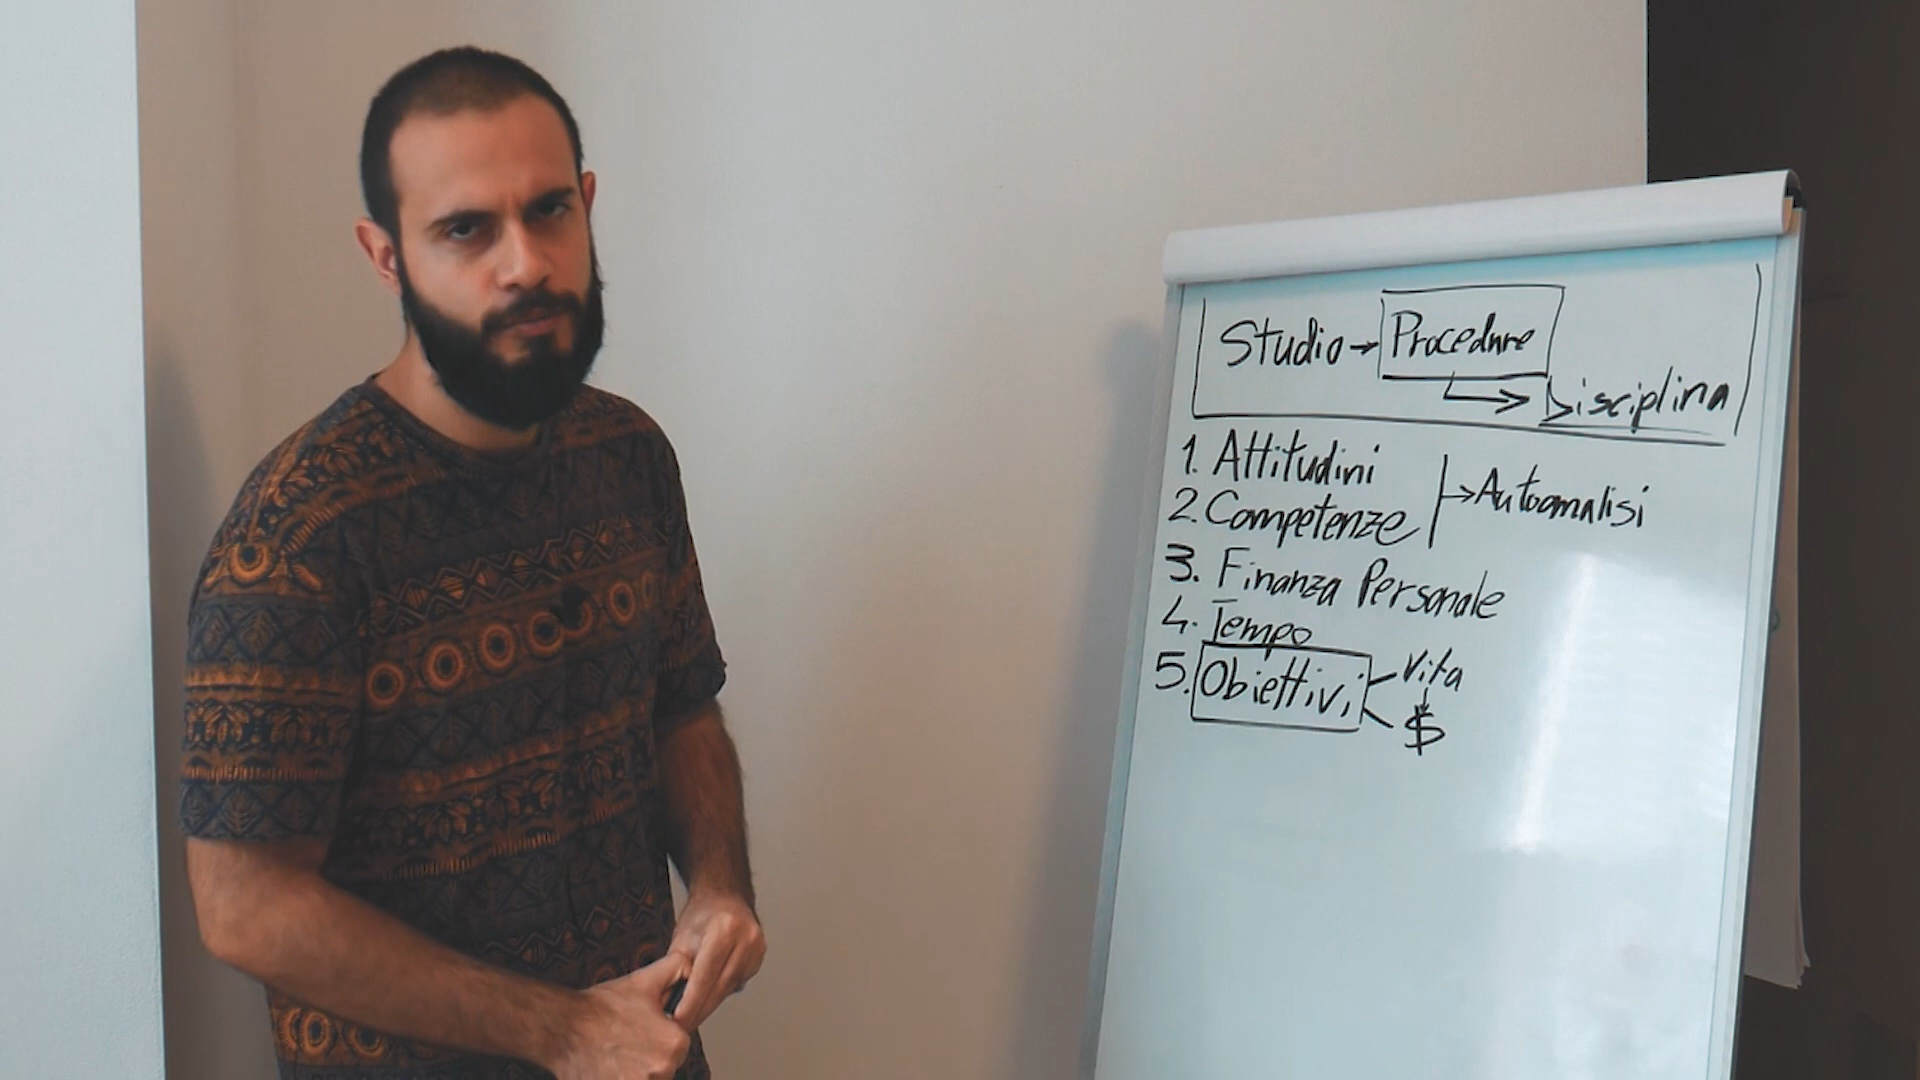 Studio → Procedure
→ Disciplina
1. Attitudini
2. Competenze → Autoanalisi
3. Finanza Personale
4. Tempo
5. Obiettivi Vita
$